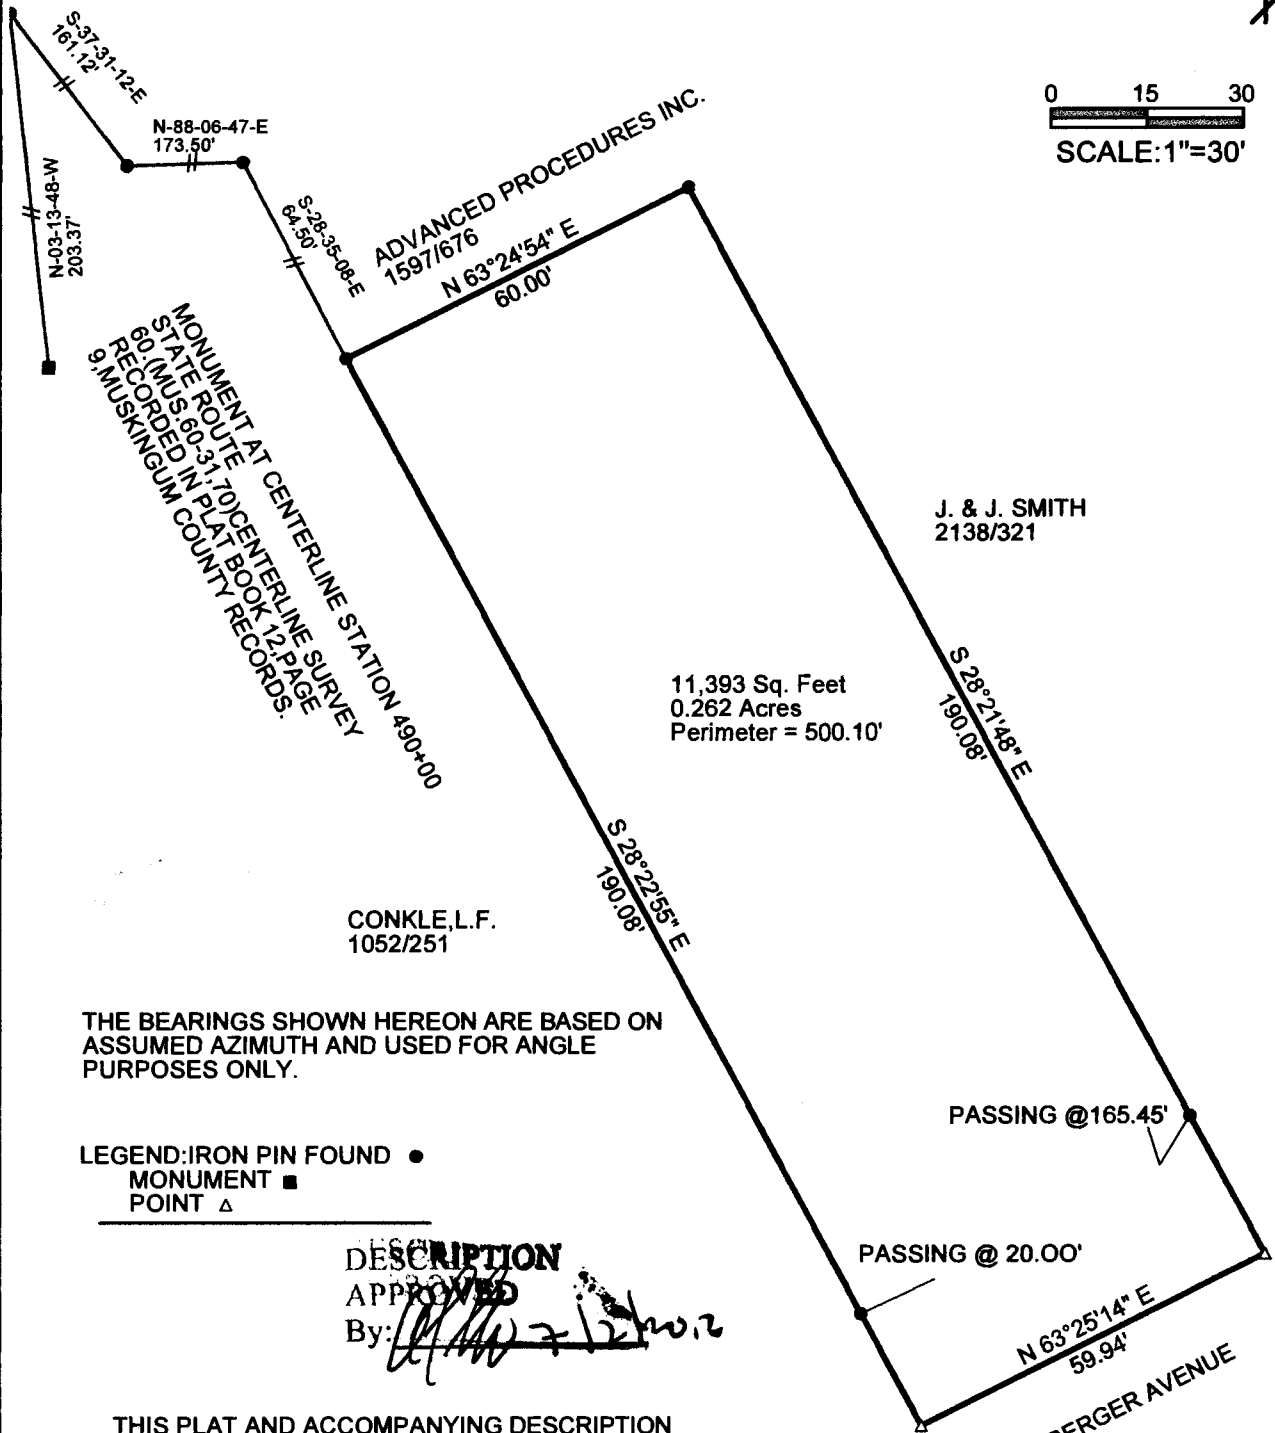 S-37-31-12-E
161.12'
N-88-06-47-E
173.50'
N-03-13-48-W
203.37'
S-28-35-08-E
64.50'
ADVANCED PROCEDURES INC.
1597/676
N 63°24'54" E
60.00'
0 15 30
SCALE:1"=30'
MONUMENT AT CENTERLINE STATION 490+00
STATE ROUTE
60.(MUS.60-31,70)CENTERLINE SURVEY
RECORDED IN PLAT BOOK 12,PAGE
9,MUSKINGUM COUNTY RECORDS.
J. & J. SMITH
2138/321
11,393 Sq. Feet
0.262 Acres
Perimeter = 500.10'
S 28°21'48" E
190.08'
S 28°22'55" E
190.08'
CONKLE,L.F.
1052/251
THE BEARINGS SHOWN HEREON ARE BASED ON
ASSUMED AZIMUTH AND USED FOR ANGLE
PURPOSES ONLY.
PASSING @165.45'
LEGEND:IRON PIN FOUND
MONUMENT
POINT
DESCRIPTION
APPROVED
By:
PASSING @ 20.OO'
N 63°25'14" E
59.94'
BERGER AVENUE
THIS PLAT AND ACCOMPANYING DESCRIPTION